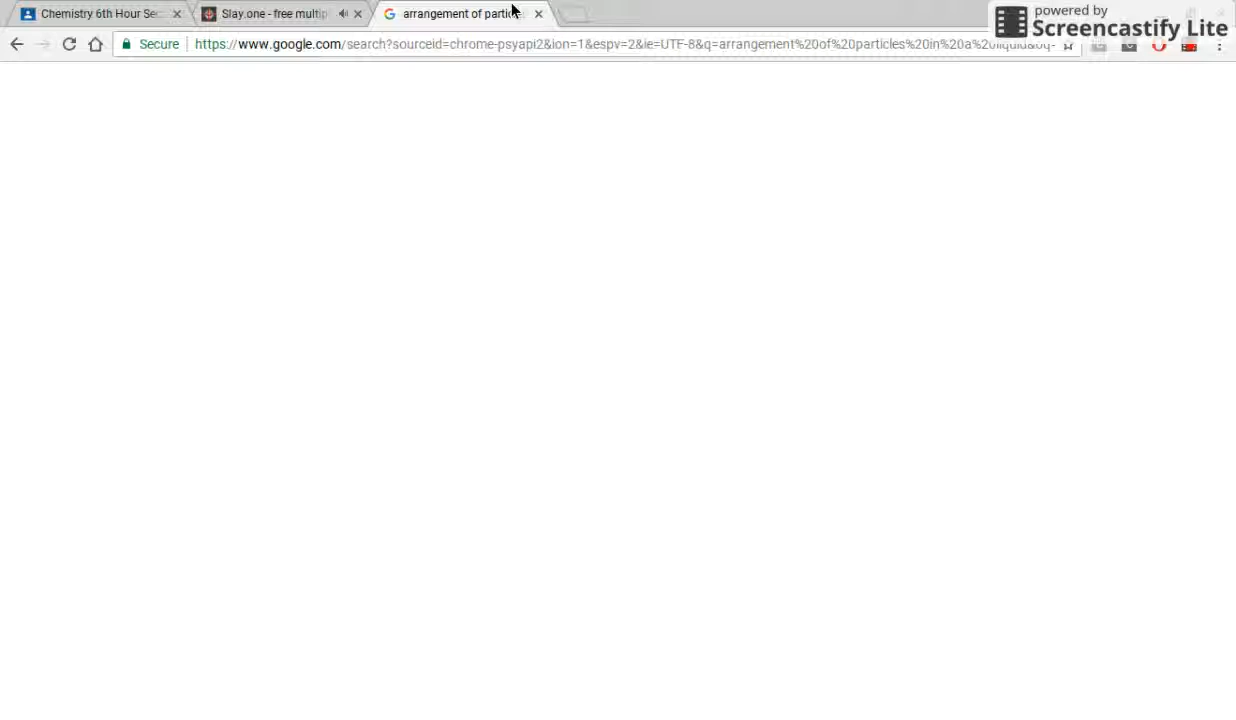 Chemistry 6th Hour Se
Slay.one - free multip
arrangement of partic
powered by
Screencastify Lite
Secure
https://www.google.com/search?sourceid=chrome-psyapi2&ion=1&espv=2&ie=UTF-8&q=arrangement%20of%20particles%20in%20a%20liquid&oq-